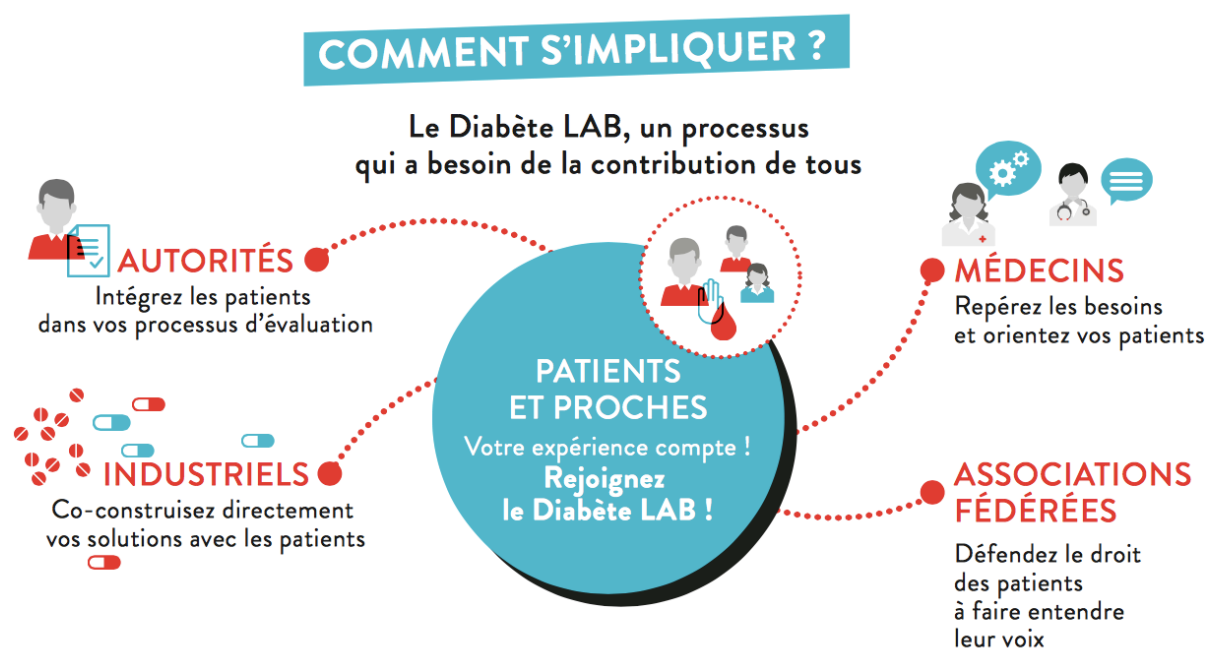 COMMENT S'IMPLIQUER ?
Le Diabète LAB, un processus
qui a besoin de la contribution de tous
AUTORITÉS
Intégrez les patients
dans vos processus d'évaluation
INDUSTRIELS
Co-construisez directement
vos solutions avec les patients
PATIENTS
ET PROCHES
Votre expérience compte !
Rejoignez
le Diabète LAB !
MÉDECINS
Repérez les besoins
et orientez vos patients
ASSOCIATIONS
FÉDÉRÉES
Défendez le droit
des patients
à faire entendre
leur voix